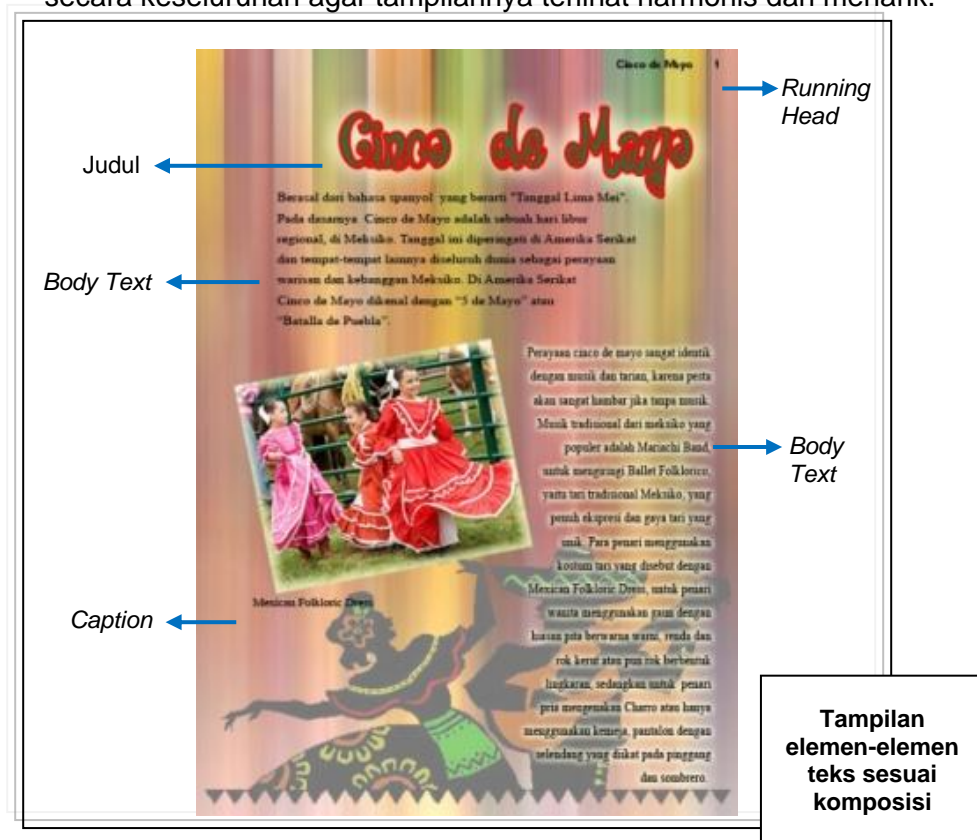 secara keseluruhan agar tampilannya terlihat harmonis dan menarik.
Cinco de Mayo 1
Running
Head
Cinco de Mayo
Judul
Berasal dari bahasa spanyol yang berarti "Tanggal Lima Mei".
Pada dasarnya Cinco de Mayo adalah sebuah hari libur
regional, di Meksiko. Tanggal ini diperingati di Amerika Serikat
dan tempat-tempat lainnya diseluruh dunia sebagai perayaan
warisan dan kebanggan Meksiko. Di Amerika Serikat
Cinco de Mayo dikenal dengan "5 de Mayo" atau
"Batalla de Puebla".
Body Text
Perayaan cinco de mayo sangat identik
dengan musik dan tarian, karena pesta
akan sangat hambar jika tanpa musik.
Musik tradisional dari meksiko yang
populer adalah Mariachi Band,
untuk mengiringi Ballet Folklorico,
yaitu tari tradisional Meksiko, yang
penuh ekspresi dan gaya tari yang
unik. Para penari menggunakan
kostum tari yang disebut dengan
Mexican Folkloric Dress, untuk penari
wanita menggunakan gaun dengan
hiasan pita berwarna warni, renda dan
rok kerut atau pun rok berbentuk
lingkaran, sedangkan untuk penari
pria mengenakan Charro atau hanya
menggunakan kemeja, pantalon dengan
selendang yang diikat pada pinggang
dan sombrero.
Body
Text
Mexican Folkloric Dress
Caption
Tampilan
elemen-elemen
teks sesuai
komposisi